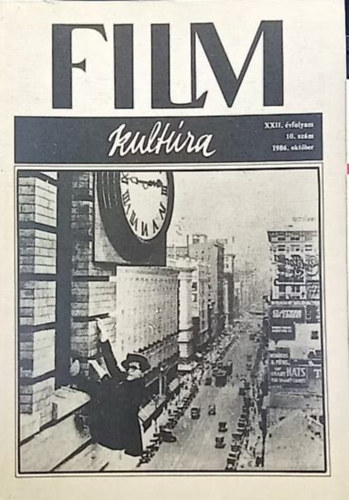 FILM
kultúra
XXII. évfolyam
10. szám
1986. október
HATS